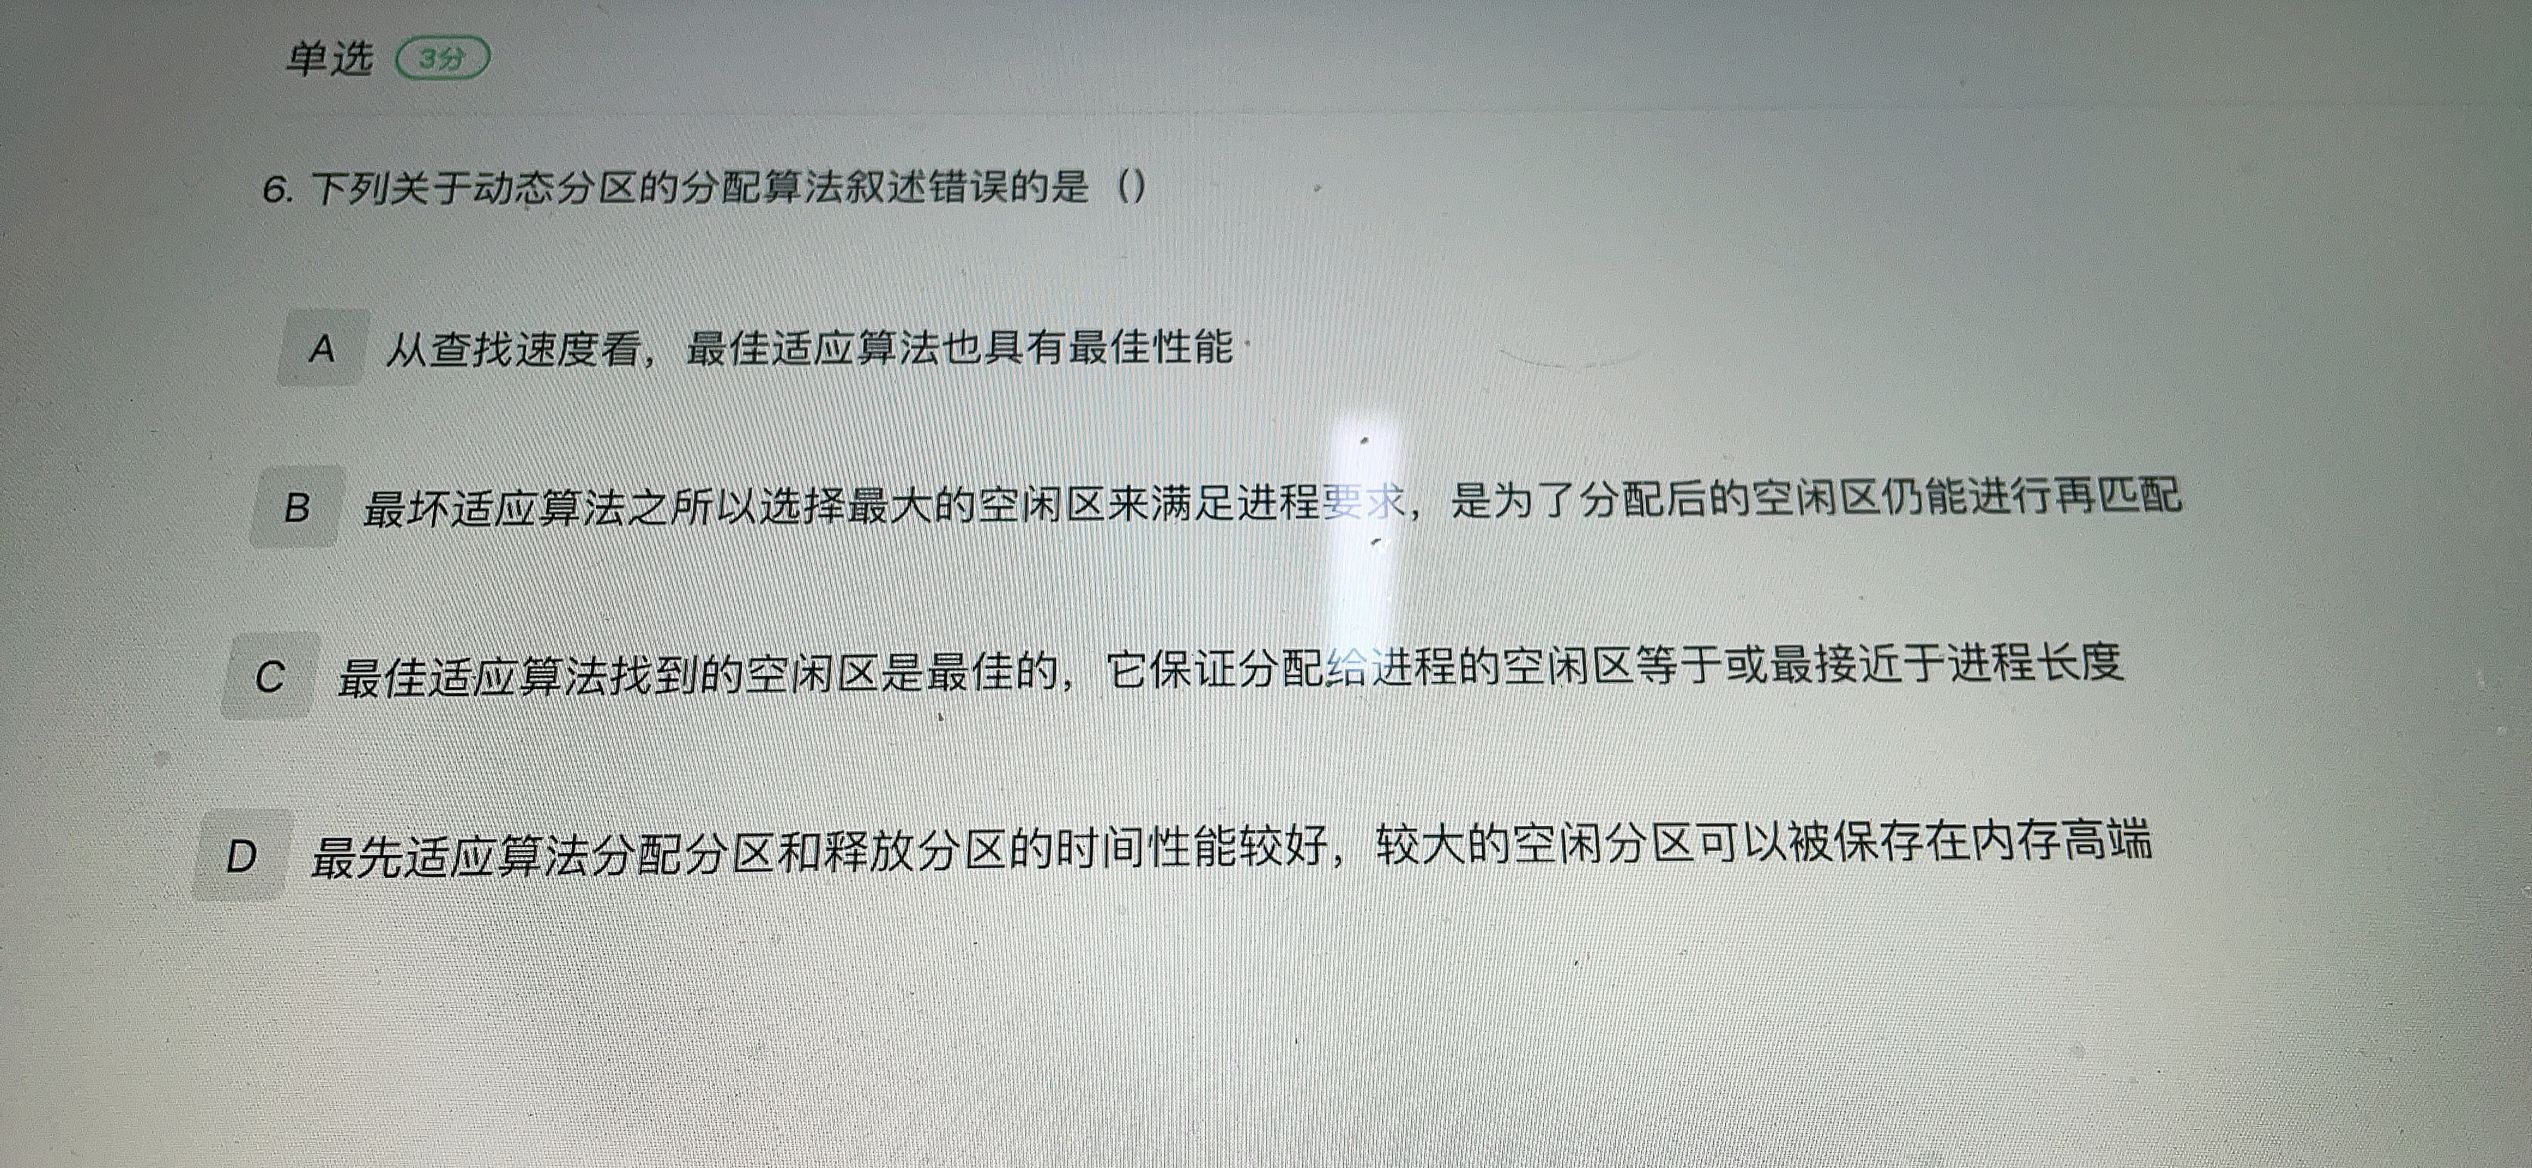 单选 3分
6. 下列关于动态分区的分配算法叙述错误的是（）
A 从查找速度看，最佳适应算法也具有最佳性能
B 最坏适应算法之所以选择最大的空闲区来满足进程要求，是为了分配后的空闲区仍能进行再匹配
C 最佳适应算法找到的空闲区是最佳的，它保证分配给进程的空闲区等于或最接近于进程长度
D 最先适应算法分配分区和释放分区的时间性能较好，较大的空闲分区可以被保存在内存高端